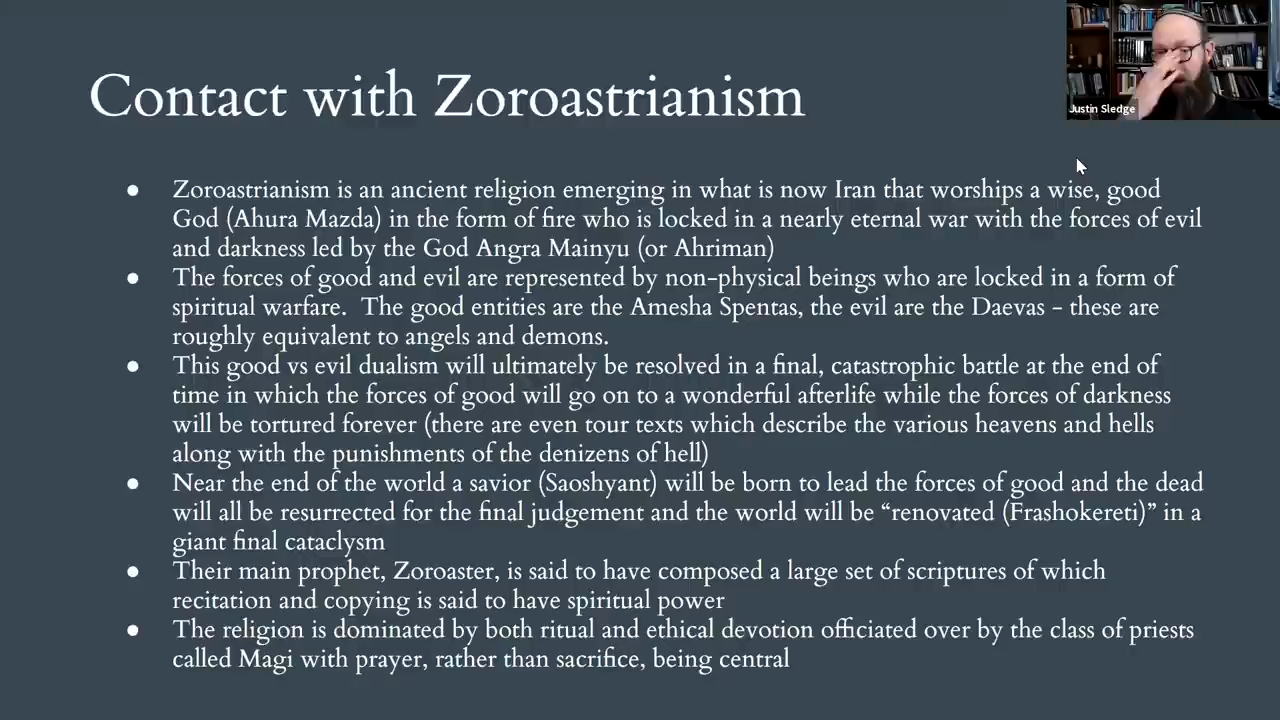 Contact with Zoroastrianism
Justin Sledge
● Zoroastrianism is an ancient religion emerging in what is now Iran that worships a wise, good
God (Ahura Mazda) in the form of fire who is locked in a nearly eternal war with the forces of evil
and darkness led by the God Angra Mainyu (or Ahriman)
● The forces of good and evil are represented by non-physical beings who are locked in a form of
spiritual warfare.  The good entities are the Amesha Spentas, the evil are the Daevas - these are
roughly equivalent to angels and demons.
● This good vs evil dualism will ultimately be resolved in a final, catastrophic battle at the end of
time in which the forces of good will go on to a wonderful afterlife while the forces of darkness
will be tortured forever (there are even tour texts which describe the various heavens and hells
along with the punishments of the denizens of hell)
● Near the end of the world a savior (Saoshyant) will be born to lead the forces of good and the dead
will all be resurrected for the final judgement and the world will be “renovated (Frashokereti)” in a
giant final cataclysm
● Their main prophet, Zoroaster, is said to have composed a large set of scriptures of which
recitation and copying is said to have spiritual power
● The religion is dominated by both ritual and ethical devotion officiated over by the class of priests
called Magi with prayer, rather than sacrifice, being central